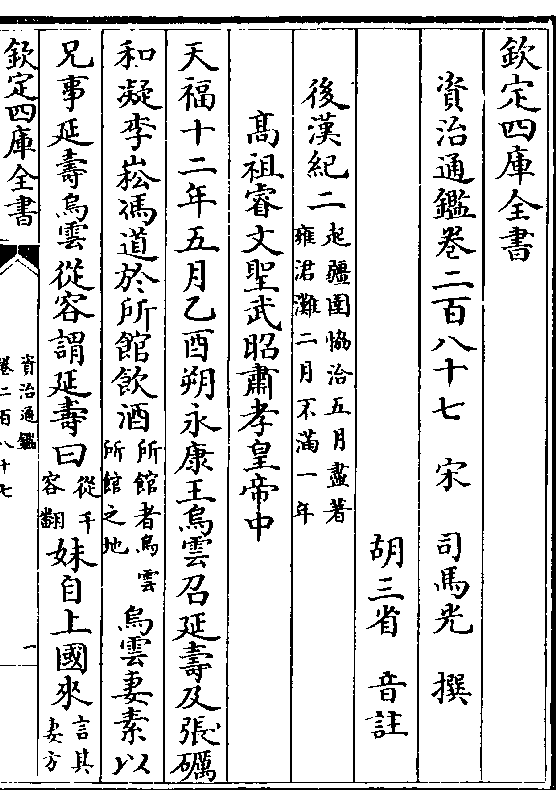 欽定四庫全書
資治通鑑卷二百八十七　宋　司馬光　撰
胡三省　音註
後漢紀二起彊圉協洽五月盡著雍涒灘二月不滿一年
高祖睿文聖武昭肅孝皇帝中
天福十二年五月乙酉朔永康王烏雲召延壽及張礪
和凝李崧馮道於所館飲酒所館者烏雲所館之地烏雲妻素以
兄事延壽烏雲從容謂延壽曰從千容翻妹自上國來言其妻方
欽定四庫全書
資治通鑑
卷二百八十七
一